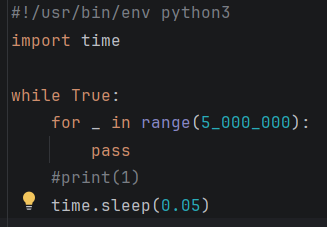 #!/usr/bin/env python3
import time

while True:
    for _ in range(5_000_000):
        pass
    #print(1)
    time.sleep(0.05)